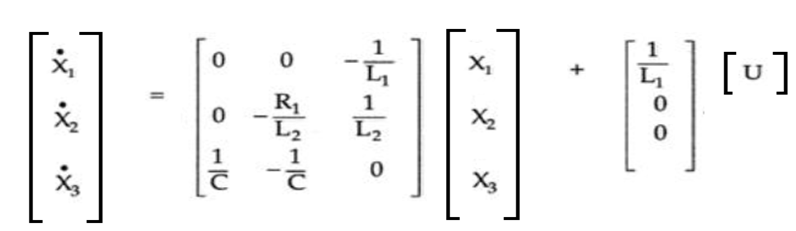 [ẋ₁ ẋ₂ ẋ₃] = [0 0 -1/L₁; 0 -R₁/L₂ 1/L₂; 1/C -1/C 0] [x₁ x₂ x₃] + [1/L₁ 0 0] [U]